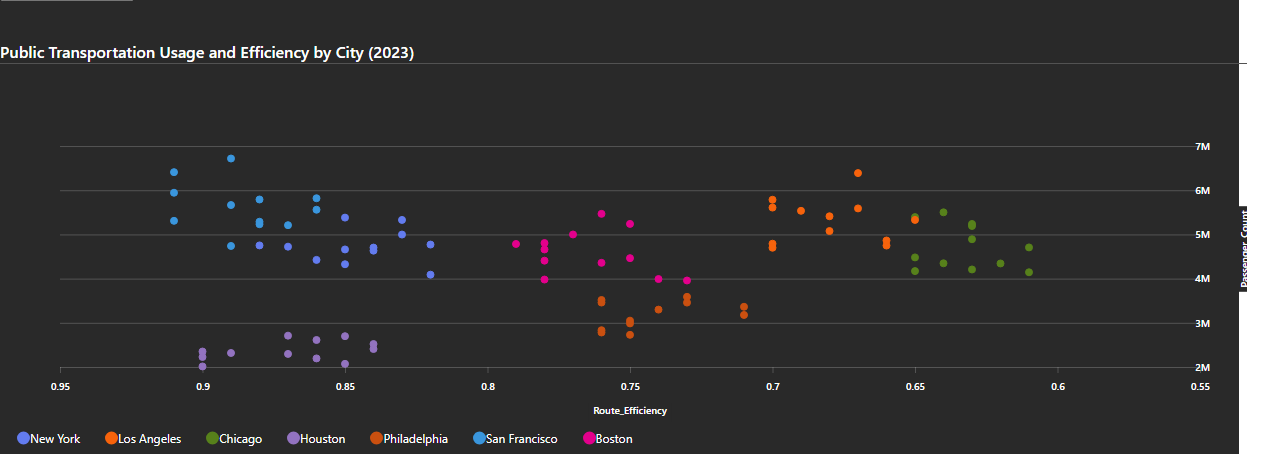 Public Transportation Usage and Efficiency by City (2023)
7M
6M
5M
4M
3M
2M
Passenger_Count
0.95
0.9
0.85
0.8
0.75
0.7
0.65
0.6
0.55
Route_Efficiency
New York
Los Angeles
Chicago
Houston
Philadelphia
San Francisco
Boston